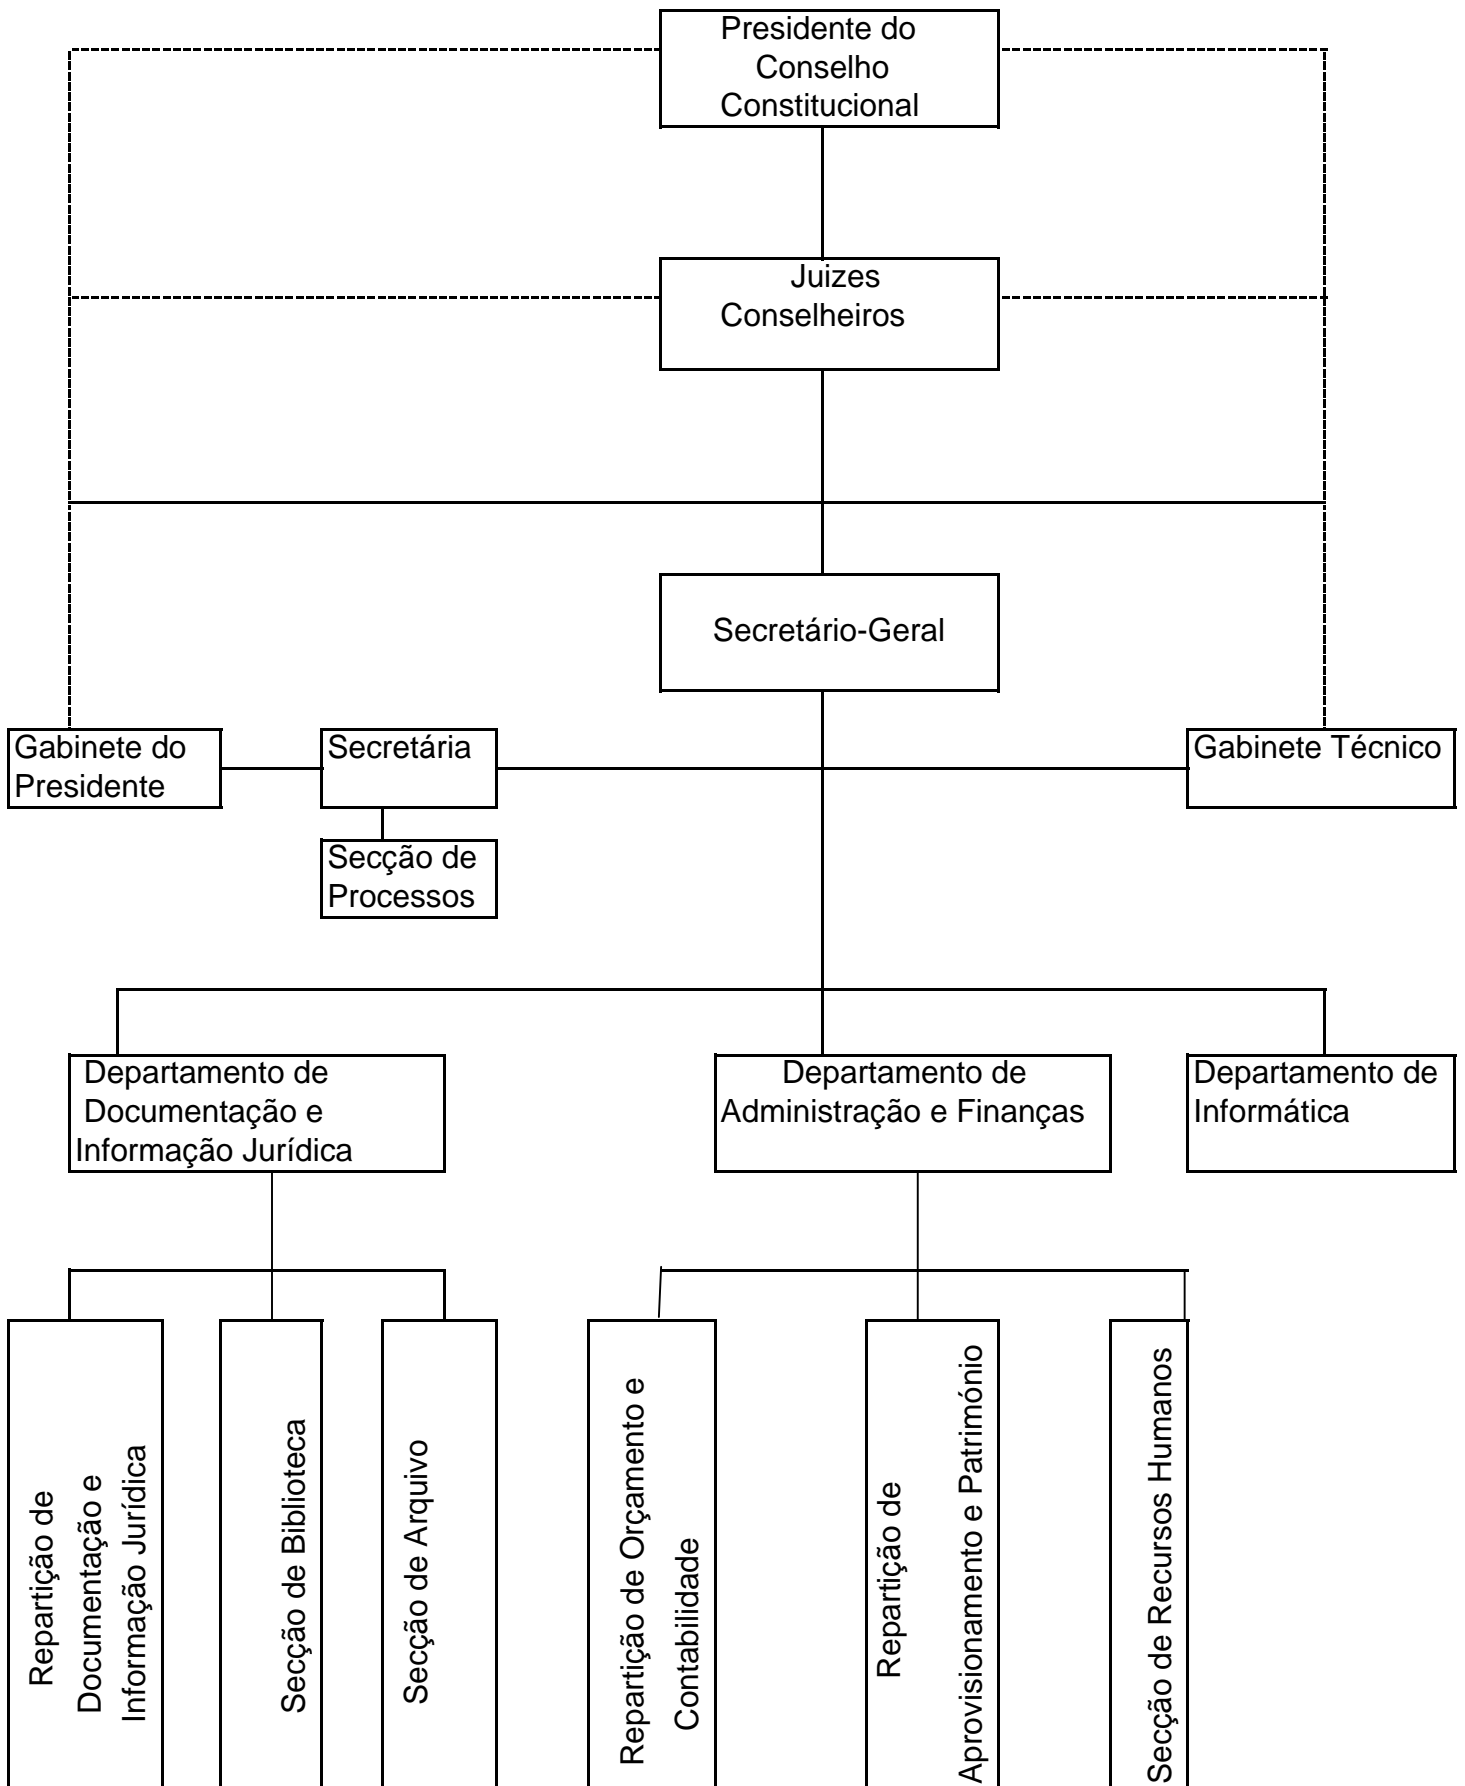 Presidente do
Conselho
Constitucional
Juizes
Conselheiros
Secretário-Geral
Gabinete do
Presidente
Secretária
Gabinete Técnico
Secção de
Processos
Departamento de
Documentação e
Informação Jurídica
Departamento de
Administração e Finanças
Departamento de
Informática
Repartição de
Documentação e
Informação Jurídica
Secção de Biblioteca
Secção de Arquivo
Repartição de Orçamento e
Contabilidade
Repartição de
Aprovisionamento e Património
Secção de Recursos Humanos